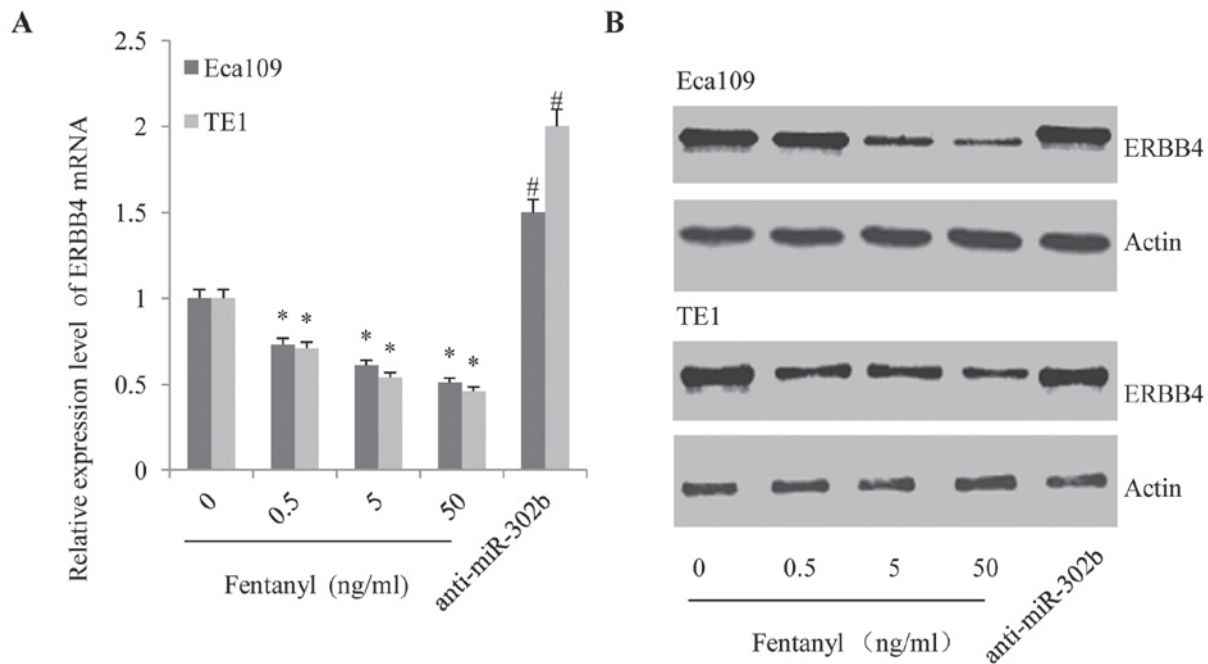 A
Relative expression level of ERBB4 mRNA
2.5
2
1.5
1
0.5
0
Eca109
TE1
* * * * * * # #
0 0.5 5 50 anti-miR-302b
Fentanyl (ng/ml)
B
Eca109
ERBB4
Actin
TE1
ERBB4
Actin
0 0.5 5 50 anti-miR-302b
Fentanyl （ng/ml）